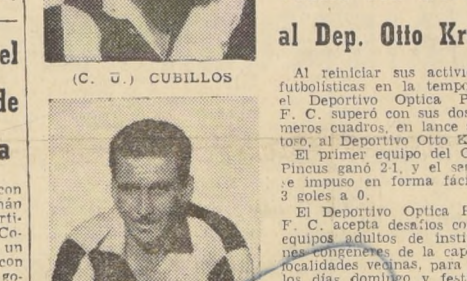 el
de
a
con
mán
arti-
Co-
un
con
go-
(C. U.) CUBILLOS
al Dep. Otto Kr
Al reiniciar sus activi
futbolísticas en la tempo
el Deportivo Optica P
F. C. superó con sus dos
meros cuadros, en lance
toso, al Deportivo Otto K
El primer equipo del
Pincus ganó 2-1, y el se
se impuso en forma fác
3 goles a 0.
El Deportivo Optica
F. C. acepta desafíos co
equipos adultos de insti
nes congéneres de la cap
localidades vecinas, para
los días domingo y fest